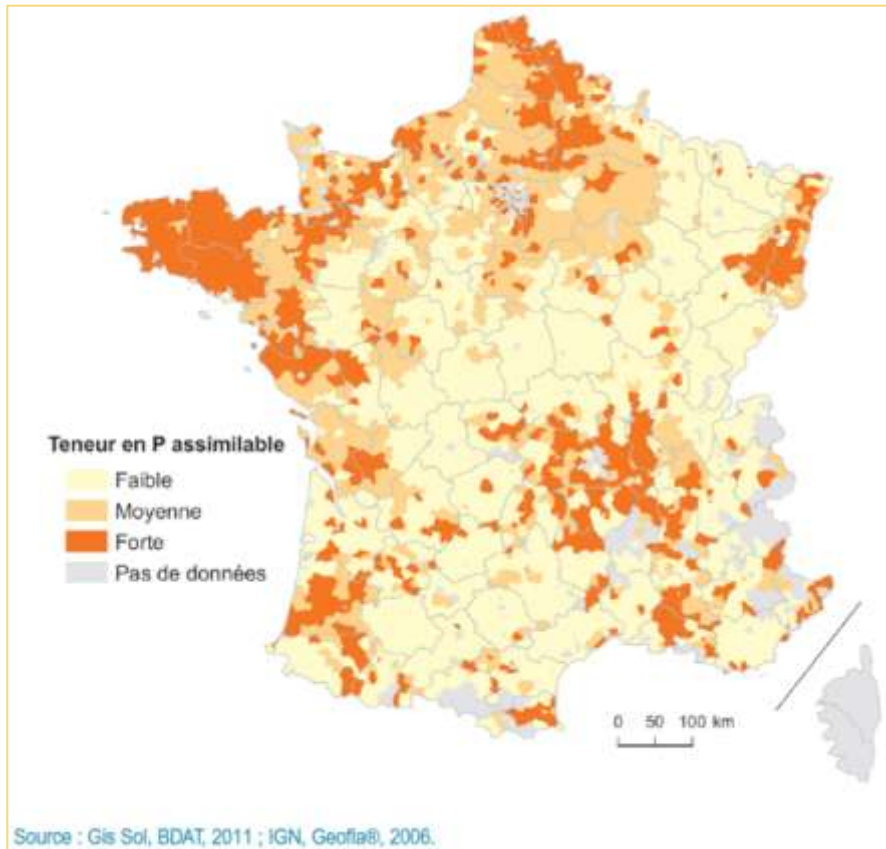 Teneur en P assimilable
Faible
Moyenne
Forte
Pas de données
0 50 100 km
Source : Gis Sol, BDAT, 2011 ; IGN, Geofla®, 2006.